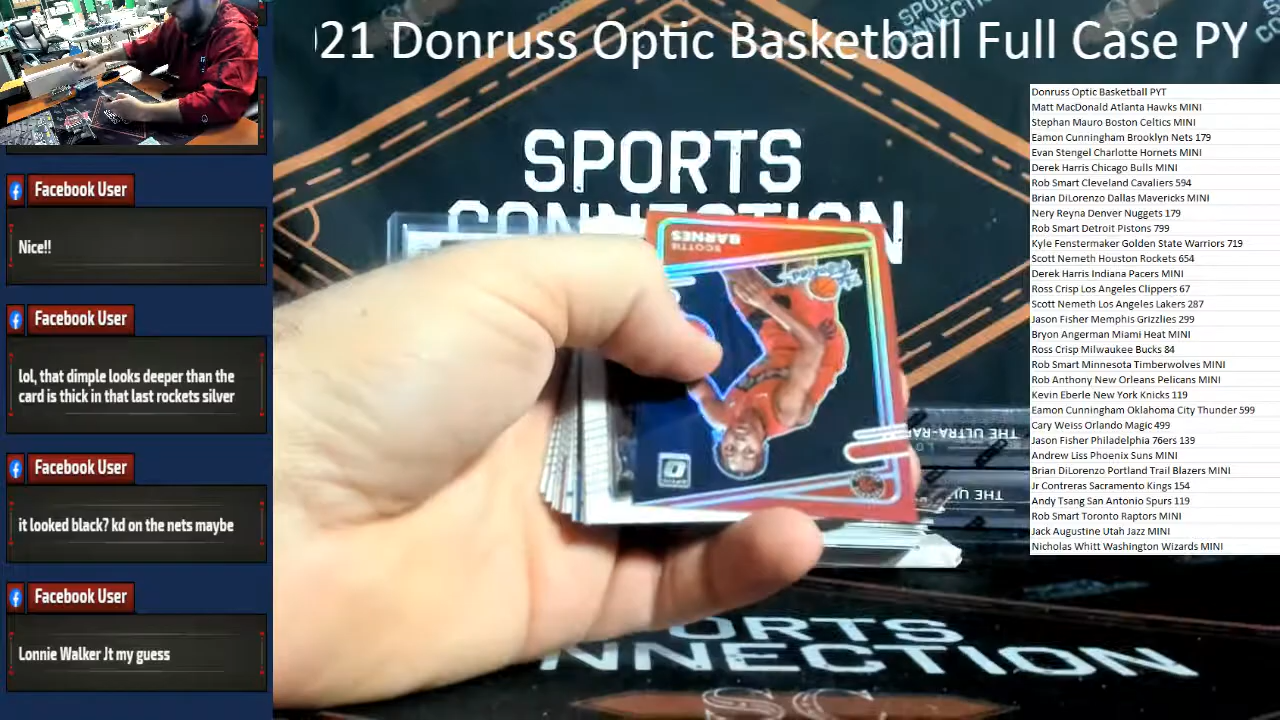 21 Donruss Optic Basketball Full Case PY
SPORTS
CONNECTION
Facebook User
Nice!!
Facebook User
lol, that dimple looks deeper than the
card is thick in that last rockets silver
Facebook User
it looked black? kd on the nets maybe
Facebook User
Lonnie Walker Jt my guess
SCOTTIE
BARNES
OPTIC
THE ULTRA-RA
THE UL
ORTS
NNECTION
SC
Donruss Optic Basketball PYT
Matt MacDonald Atlanta Hawks MINI
Stephan Mauro Boston Celtics MINI
Eamon Cunningham Brooklyn Nets 179
Evan Stengel Charlotte Hornets MINI
Derek Harris Chicago Bulls MINI
Rob Smart Cleveland Cavaliers 594
Brian DiLorenzo Dallas Mavericks MINI
Nery Reyna Denver Nuggets 179
Rob Smart Detroit Pistons 799
Kyle Fenstermaker Golden State Warriors 719
Scott Nemeth Houston Rockets 654
Derek Harris Indiana Pacers MINI
Ross Crisp Los Angeles Clippers 67
Scott Nemeth Los Angeles Lakers 287
Jason Fisher Memphis Grizzlies 299
Bryon Angerman Miami Heat MINI
Ross Crisp Milwaukee Bucks 84
Rob Smart Minnesota Timberwolves MINI
Rob Anthony New Orleans Pelicans MINI
Kevin Eberle New York Knicks 119
Eamon Cunningham Oklahoma City Thunder 599
Cary Weiss Orlando Magic 499
Jason Fisher Philadelphia 76ers 139
Andrew Liss Phoenix Suns MINI
Brian DiLorenzo Portland Trail Blazers MINI
Jr Contreras Sacramento Kings 154
Andy Tsang San Antonio Spurs 119
Rob Smart Toronto Raptors MINI
Jack Augustine Utah Jazz MINI
Nicholas Whitt Washington Wizards MINI